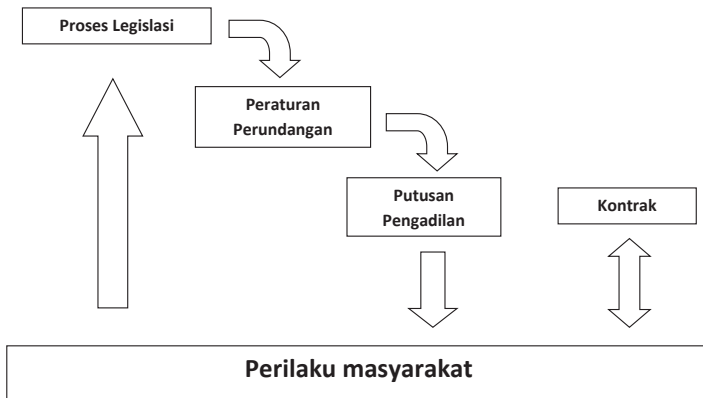 Proses Legislasi
Peraturan
Perundangan
Putusan
Pengadilan
Kontrak
Perilaku masyarakat